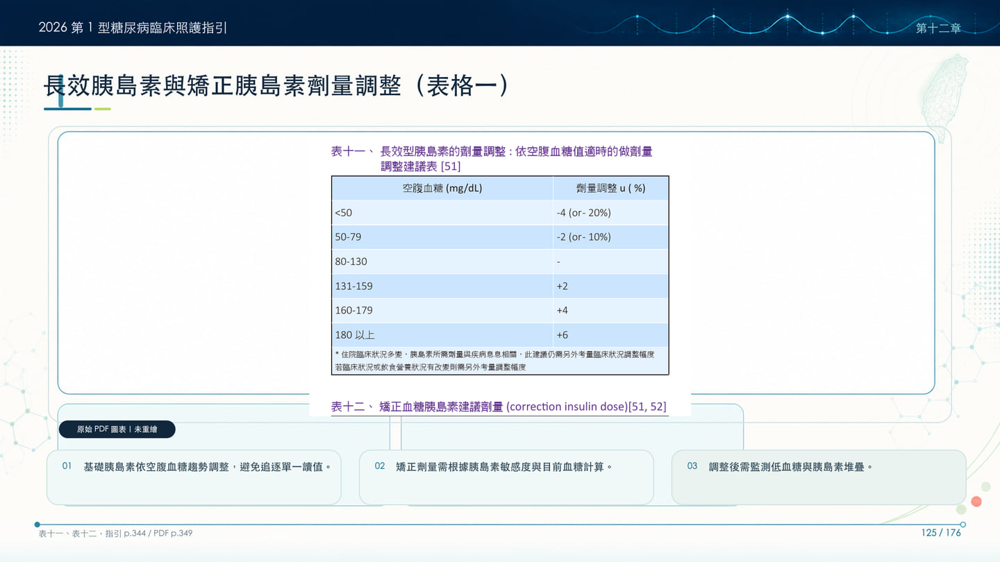 2026 第 1 型糖尿病臨床照護指引
第十二章
長效胰島素與矯正胰島素劑量調整（表格一）
表十一、 長效型胰島素的劑量調整 : 依空腹血糖值適時的做劑量
調整建議表 [51]
空腹血糖 (mg/dL) 劑量調整 u ( %)
<50 -4 (or- 20%)
50-79 -2 (or- 10%)
80-130 -
131-159 +2
160-179 +4
180 以上 +6
* 住院臨床狀況多變，胰島素所需劑量與疾病息息相關，此建議仍需另外考量臨床狀況調整幅度
若臨床狀況或飲食營養狀況有改變則需另外考量調整幅度
表十二、 矯正血糖胰島素建議劑量 (correction insulin dose)[51, 52]
原始 PDF 圖表｜未重繪
01 基礎胰島素依空腹血糖趨勢調整，避免追逐單一讀值。
02 矯正劑量需根據胰島素敏感度與目前血糖計算。
03 調整後需監測低血糖與胰島素堆疊。
表十一、表十二，指引 p.344 / PDF p.349
125 / 176